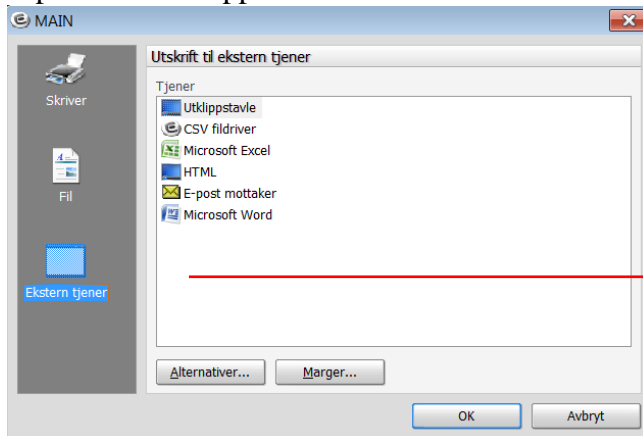 MAIN
Skriver
Fil
Ekstern tjener
Utskrift til ekstern tjener
Tjener
Utklippstavle
CSV fildriver
Microsoft Excel
HTML
E-post mottaker
Microsoft Word
Alternativer...
Marger...
OK
Avbryt